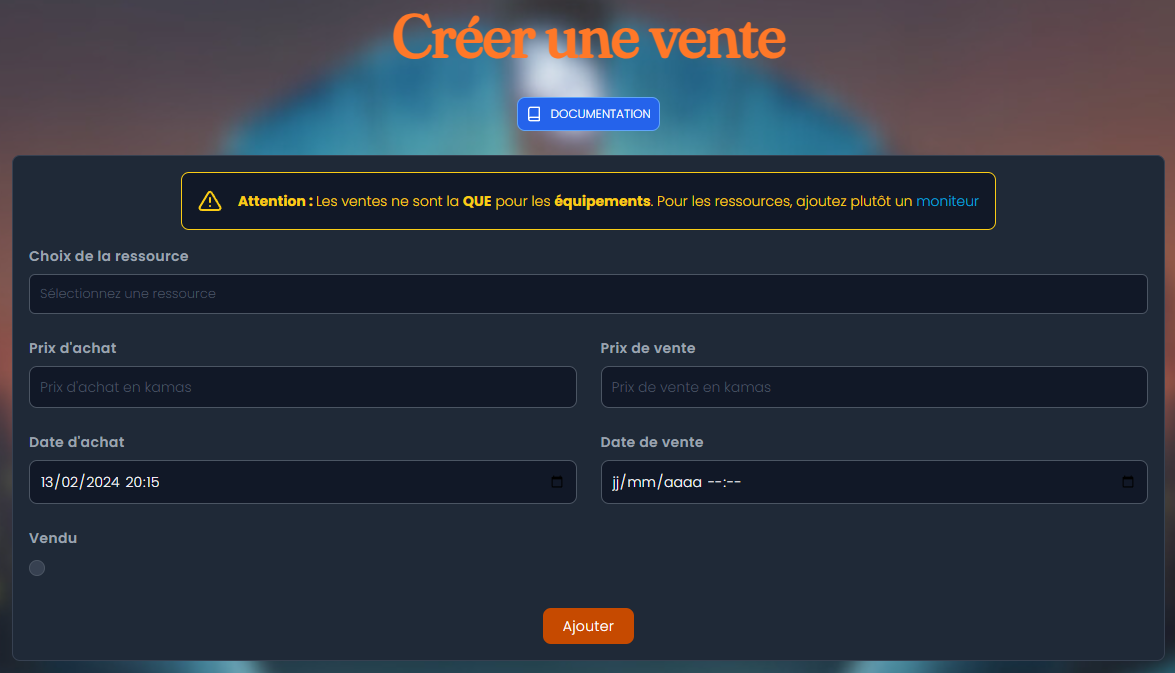 Créer une vente
DOCUMENTATION
Attention : Les ventes ne sont la QUE pour les équipements. Pour les ressources, ajoutez plutôt un moniteur
Choix de la ressource
Sélectionnez une ressource
Prix d'achat
Prix de vente
Prix d'achat en kamas
Prix de vente en kamas
Date d'achat
Date de vente
13/02/2024 20:15
jj/mm/aaaa --:--
Vendu
Ajouter